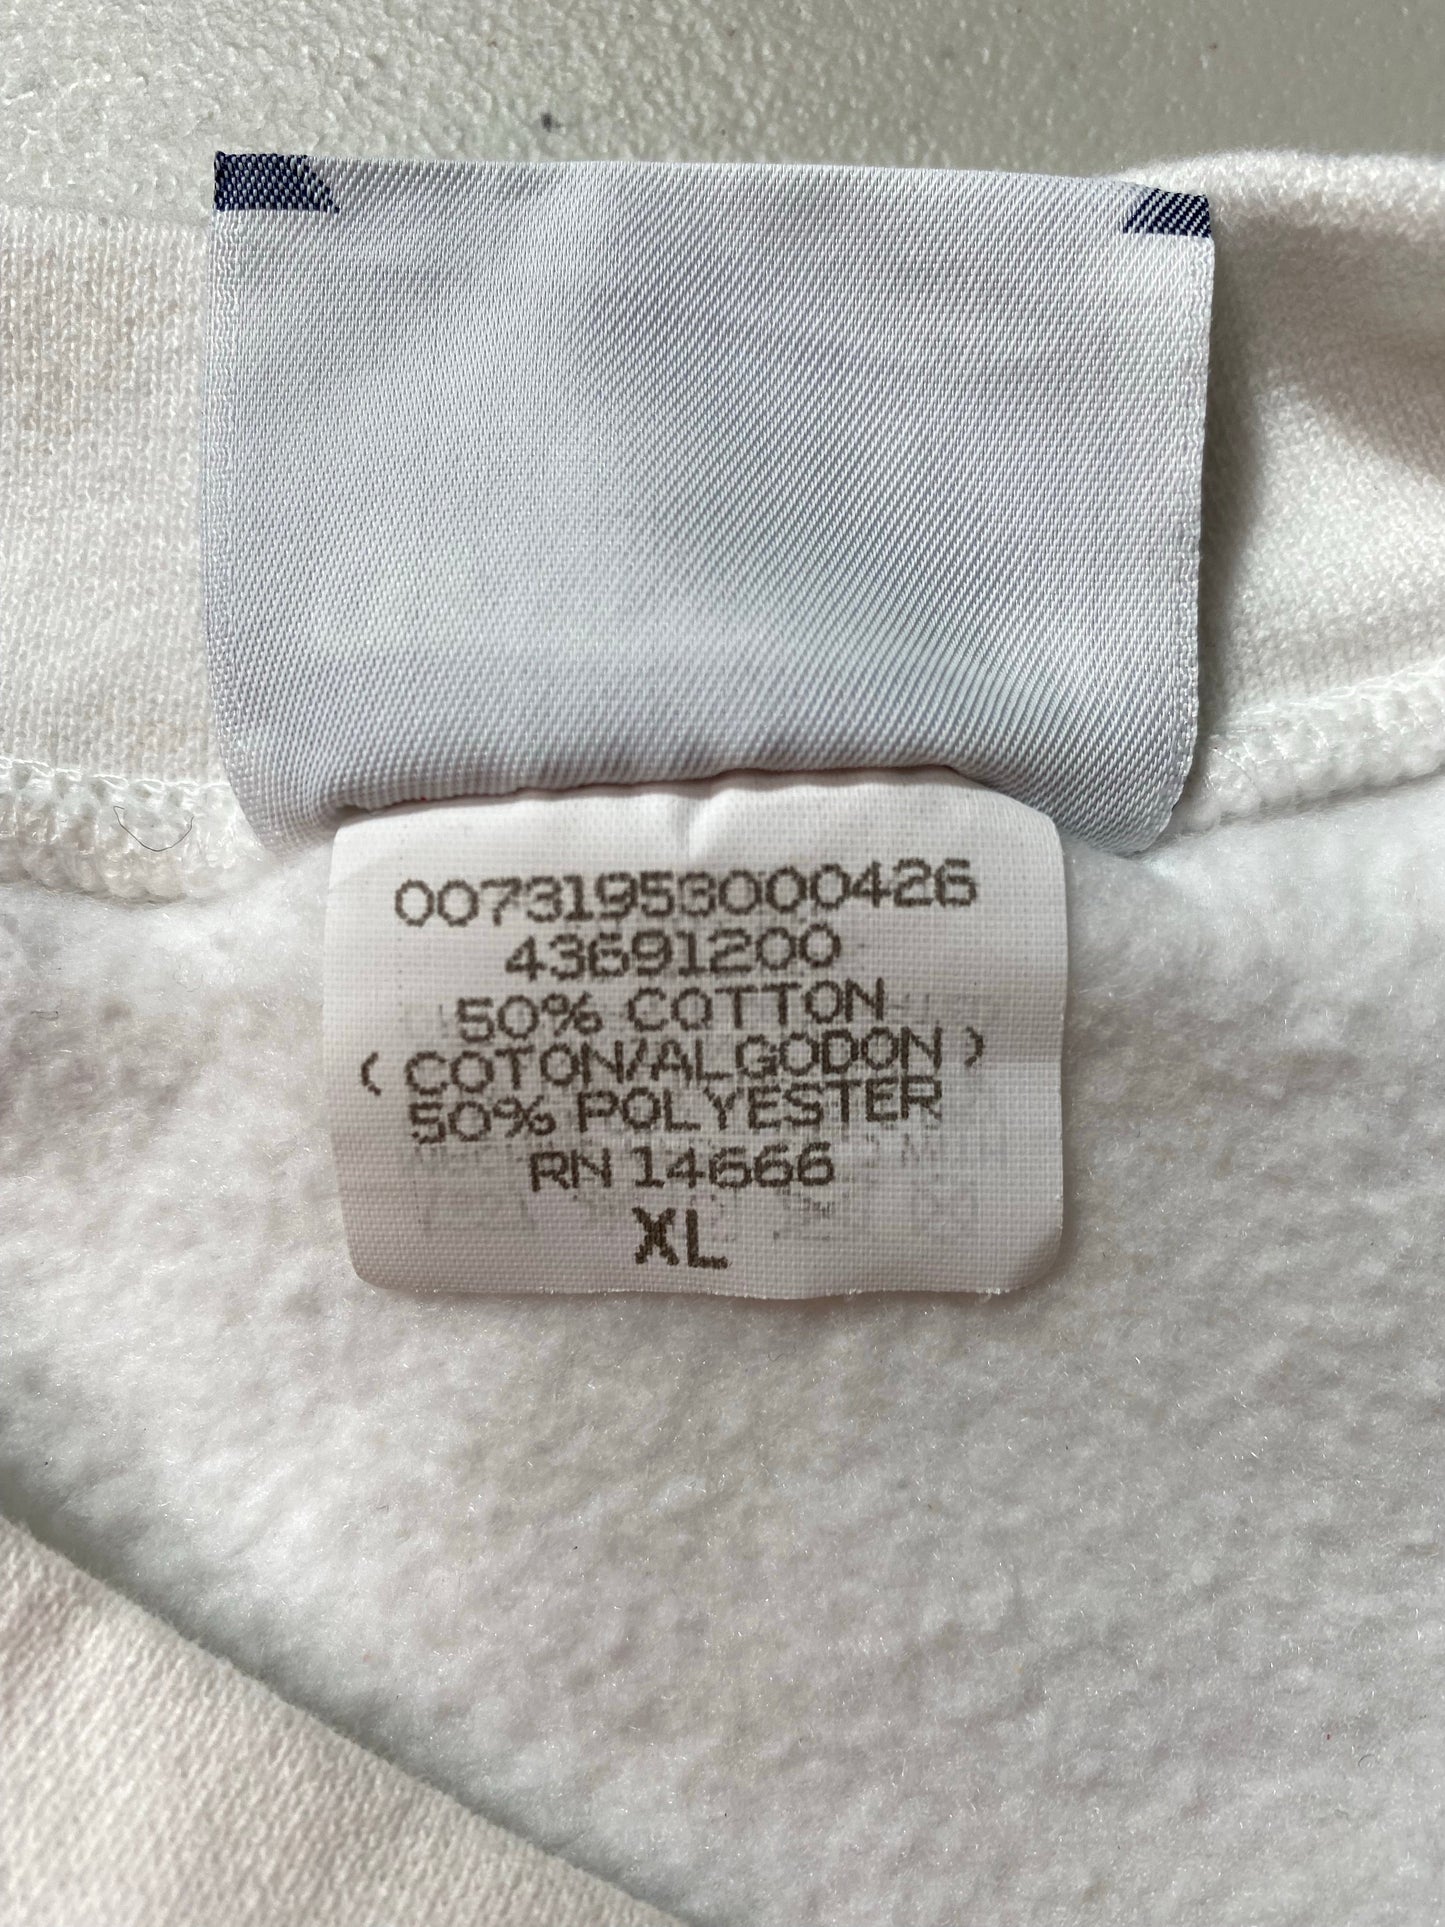 00731953000426
43691200
50% COTTON
( COTON/ALGODON )
50% POLYESTER
RN 14666
XL